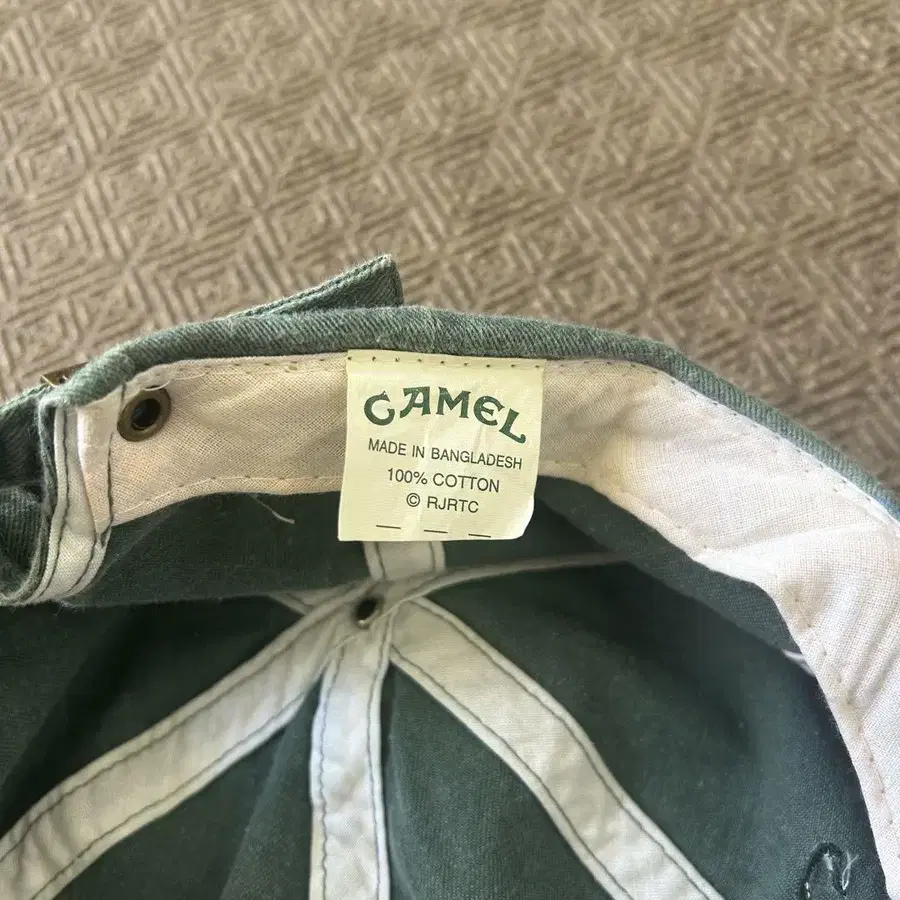 CAMEL
MADE IN BANGLADESH
100% COTTON
© RJRTC